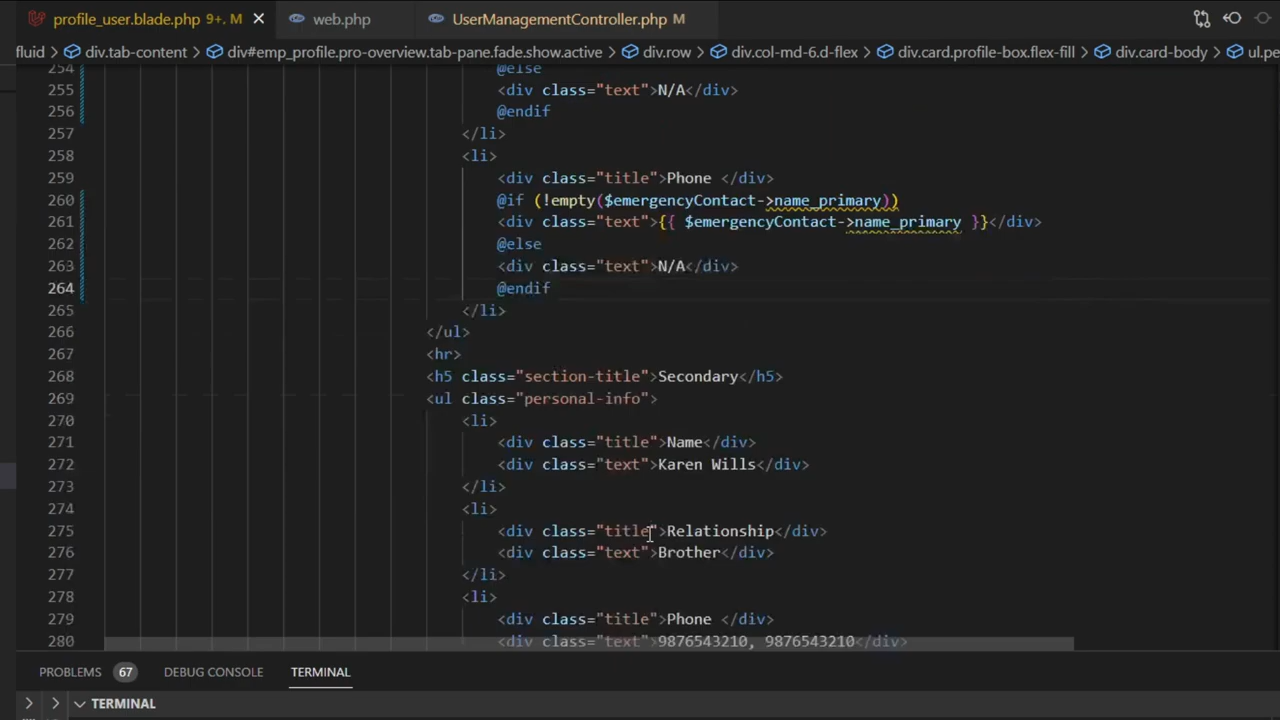 profile_user.blade.php 9+, M web.php UserManagementController.php M
fluid div.tab-content div#emp_profile.pro-overview.tab-pane.fade.show.active div.row div.col-md-6.d-flex div.card.profile-box.flex-fill div.card-body ul.pe
254 @else
255 <div class="text">N/A</div>
256 @endif
257 </li>
258 <li>
259 <div class="title">Phone </div>
260 @if (!empty($emergencyContact->name_primary))
261 <div class="text">{{ $emergencyContact->name_primary }}</div>
262 @else
263 <div class="text">N/A</div>
264 @endif
265 </li>
266 </ul>
267 <hr>
268 <h5 class="section-title">Secondary</h5>
269 <ul class="personal-info">
270 <li>
271 <div class="title">Name</div>
272 <div class="text">Karen Wills</div>
273 </li>
274 <li>
275 <div class="title">Relationship</div>
276 <div class="text">Brother</div>
277 </li>
278 <li>
279 <div class="title">Phone </div>
280 <div class="text">9876543210, 9876543210</div>
PROBLEMS 67 DEBUG CONSOLE TERMINAL
TERMINAL